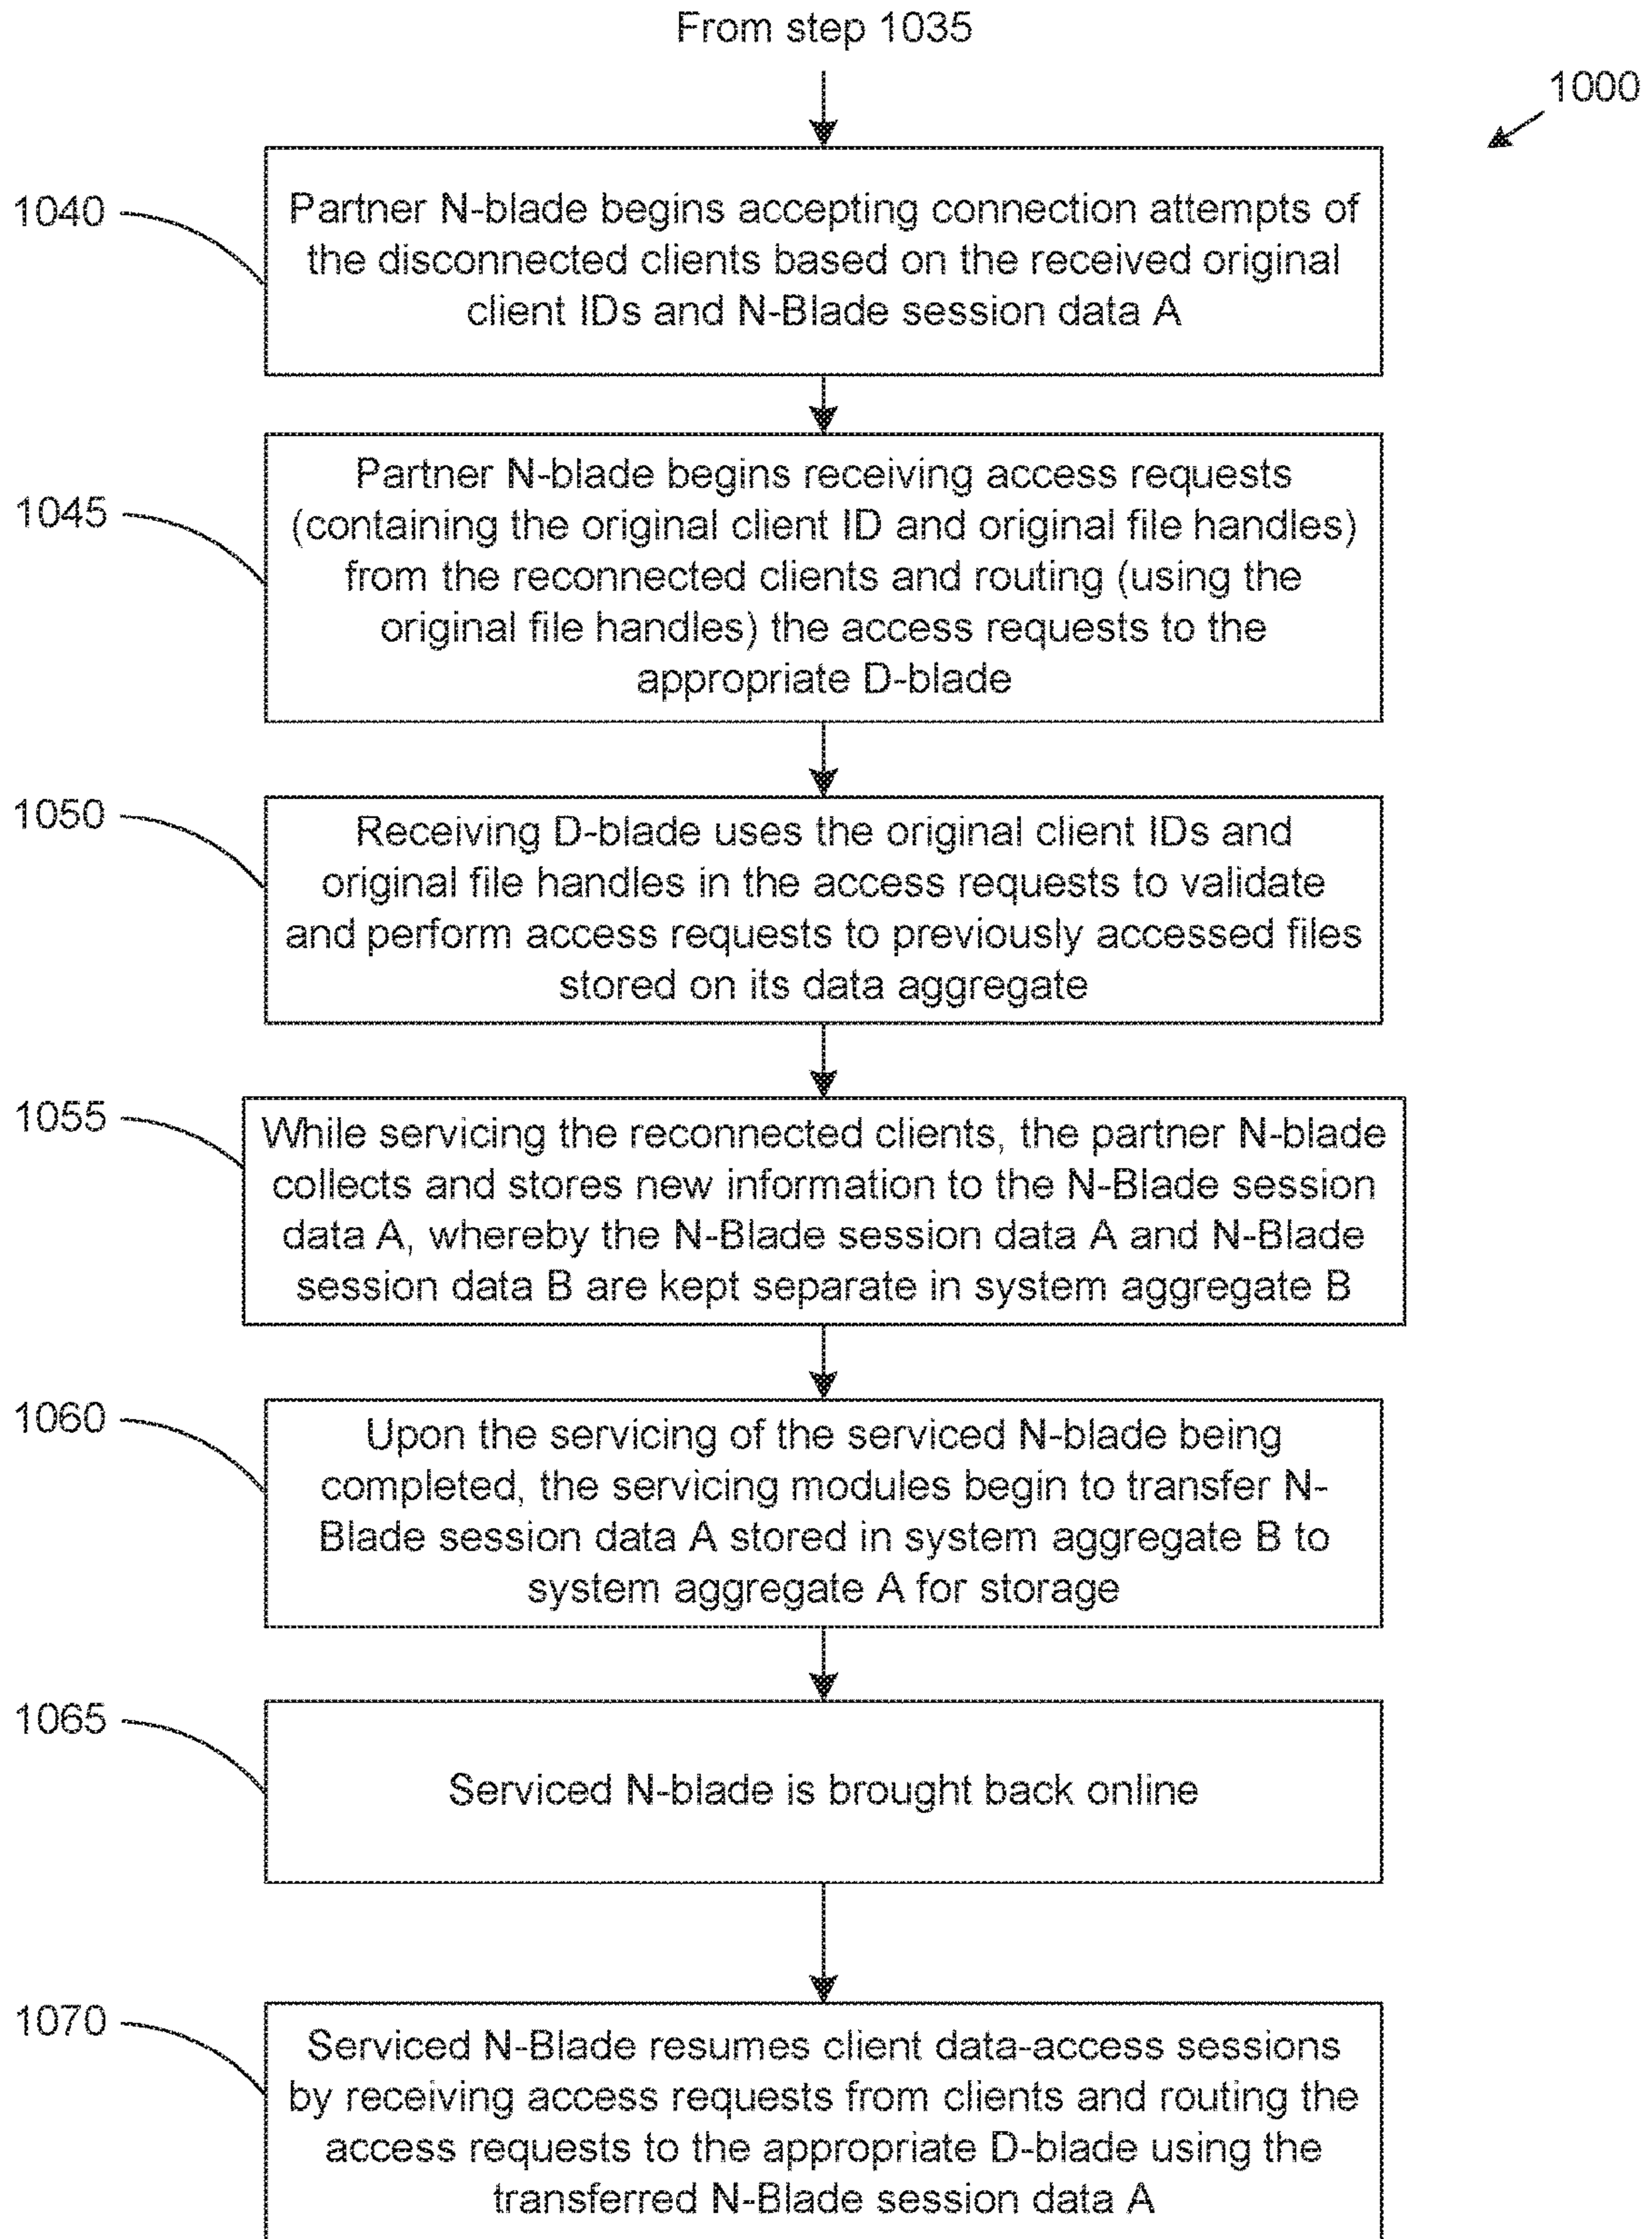 From step 1035
1000
1040
Partner N-blade begins accepting connection attempts of
the disconnected clients based on the received original
client IDs and N-Blade session data A
1045
Partner N-blade begins receiving access requests
(containing the original client ID and original file handles)
from the reconnected clients and routing (using the
original file handles) the access requests to the
appropriate D-blade
1050
Receiving D-blade uses the original client IDs and
original file handles in the access requests to validate
and perform access requests to previously accessed files
stored on its data aggregate
1055
While servicing the reconnected clients, the partner N-blade
collects and stores new information to the N-Blade session
data A, whereby the N-Blade session data A and N-Blade
session data B are kept separate in system aggregate B
1060
Upon the servicing of the serviced N-blade being
completed, the servicing modules begin to transfer N-
Blade session data A stored in system aggregate B to
system aggregate A for storage
1065
Serviced N-blade is brought back online
1070
Serviced N-Blade resumes client data-access sessions
by receiving access requests from clients and routing the
access requests to the appropriate D-blade using the
transferred N-Blade session data A